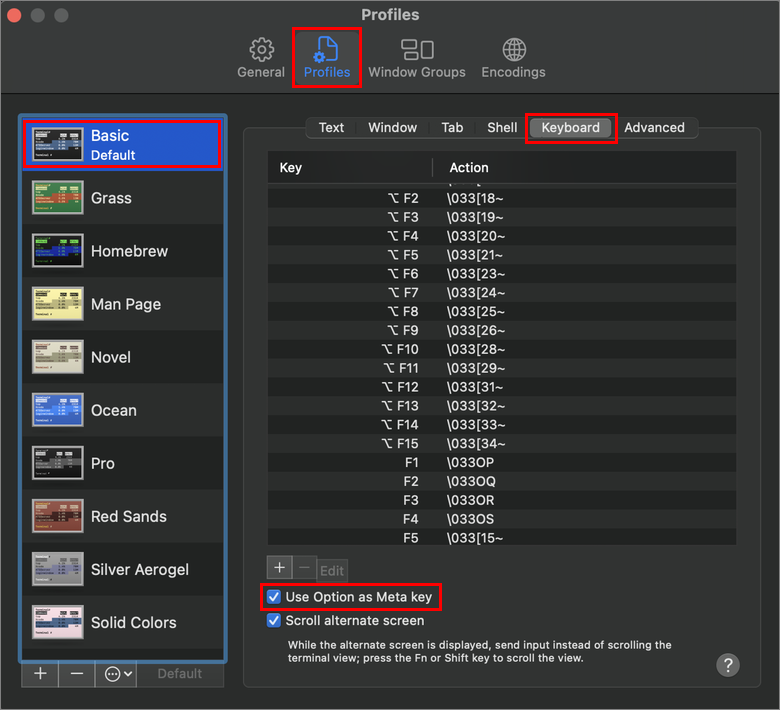 Profiles
General
Profiles
Window Groups
Encodings
Basic
Default
Grass
Homebrew
Man Page
Novel
Ocean
Pro
Red Sands
Silver Aerogel
Solid Colors
+ − Default
Text Window Tab Shell Keyboard Advanced
Key Action
⌥ F2 \033[18~
⌥ F3 \033[19~
⌥ F4 \033[20~
⌥ F5 \033[21~
⌥ F6 \033[23~
⌥ F7 \033[24~
⌥ F8 \033[25~
⌥ F9 \033[26~
⌥ F10 \033[28~
⌥ F11 \033[29~
⌥ F12 \033[31~
⌥ F13 \033[32~
⌥ F14 \033[33~
⌥ F15 \033[34~
F1 \033OP
F2 \033OQ
F3 \033OR
F4 \033OS
F5 \033[15~
+ − Edit
Use Option as Meta key
Scroll alternate screen
While the alternate screen is displayed, send input instead of scrolling the
terminal view; press the Fn or Shift key to scroll the view.
?